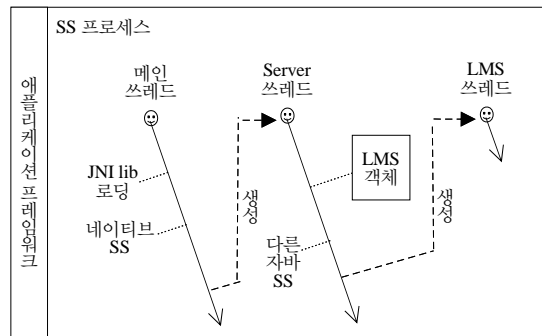 SS 프로세스
애플리케이션 프레임워크
메인
쓰레드
Server
쓰레드
LMS
쓰레드
JNI lib
로딩
네이티브
SS
생성
LMS
객체
다른
자바
SS
생성